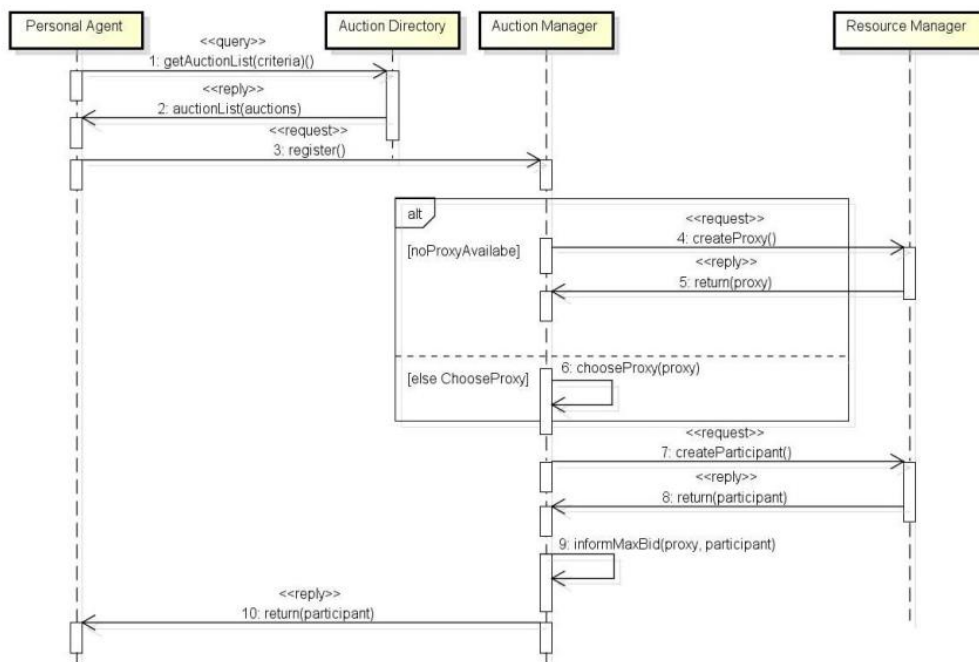 Personal Agent
Auction Directory
Auction Manager
Resource Manager
<<query>>
1: getAuctionList(criteria)()
<<reply>>
2: auctionList(auctions)
<<request>>
3: register()
alt
<<request>>
4: createProxy()
[noProxyAvailabe]
<<reply>>
5: return(proxy)
6: chooseProxy(proxy)
[else ChooseProxy]
<<request>>
7: createParticipant()
<<reply>>
8: return(participant)
9: informMaxBid(proxy, participant)
<<reply>>
10: return(participant)